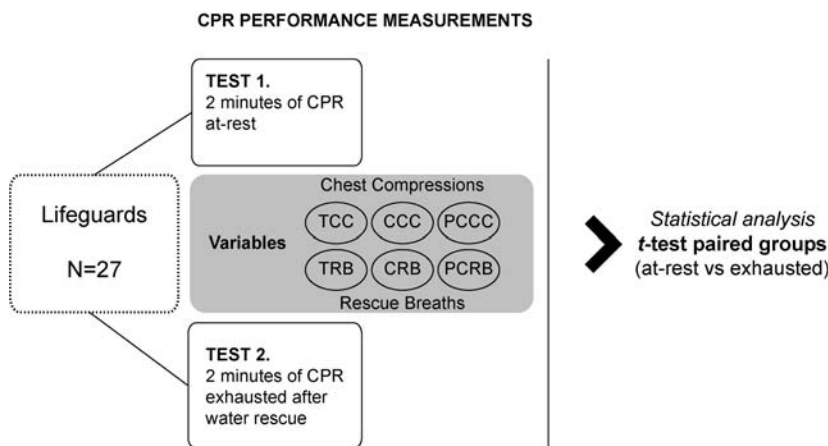 CPR PERFORMANCE MEASUREMENTS
TEST 1.
2 minutes of CPR
at-rest
Lifeguards
N=27
Chest Compressions
Variables
TCC CCC PCCC
TRB CRB PCRB
Rescue Breaths
TEST 2.
2 minutes of CPR
exhausted after
water rescue
Statistical analysis
t-test paired groups
(at-rest vs exhausted)